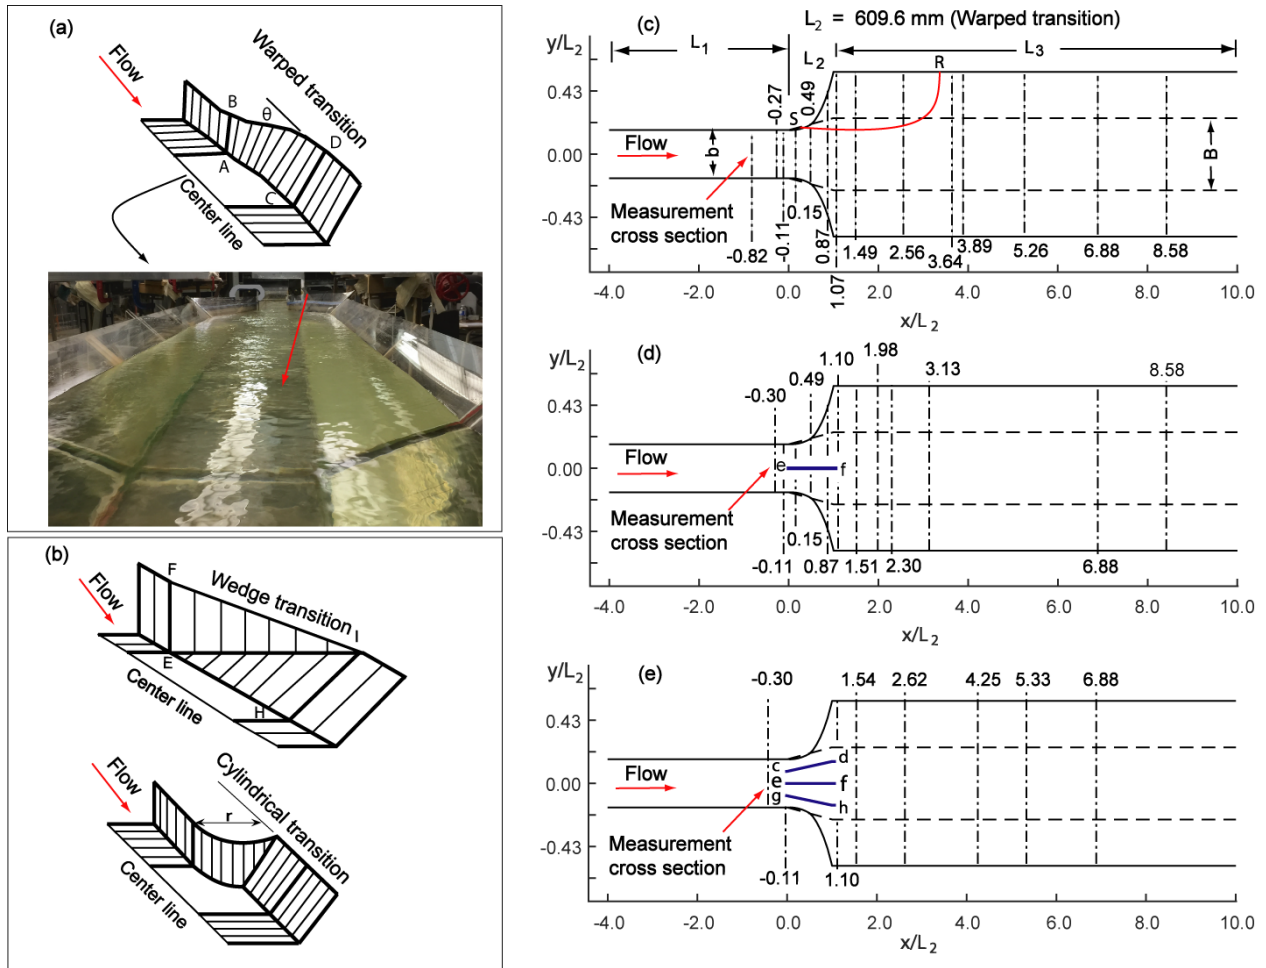 (a)
Flow
Warped transition
B
θ
D
A
C
Center line
(b)
Flow
F
Wedge transition
E
H
Center line
Flow
Cylindrical transition
r
Center line
(c)
L2 = 609.6 mm (Warped transition)
y/L2
L1
L2
L3
R
0.43
-0.27
0.49
S
Flow
b
B
0.00
Measurement
cross section
-0.43
-0.82
-0.11
0.15
0.87
1.07
1.49
2.56
3.64
3.89
5.26
6.88
8.58
-4.0 -2.0 0.0 2.0 4.0 6.0 8.0 10.0
x/L2
y/L2
(d)
-0.30
0.49
1.10
1.98
3.13
8.58
0.43
0.00
e
f
Flow
Measurement
cross section
-0.43
-0.11
0.15
0.87
1.51
2.30
6.88
-4.0 -2.0 0.0 2.0 4.0 6.0 8.0 10.0
x/L2
y/L2
(e)
-0.30
1.54
2.62
4.25
5.33
6.88
0.43
c
d
Flow
0.00
e
f
g
h
Measurement
cross section
-0.43
-0.11
1.10
-4.0 -2.0 0.0 2.0 4.0 6.0 8.0 10.0
x/L2